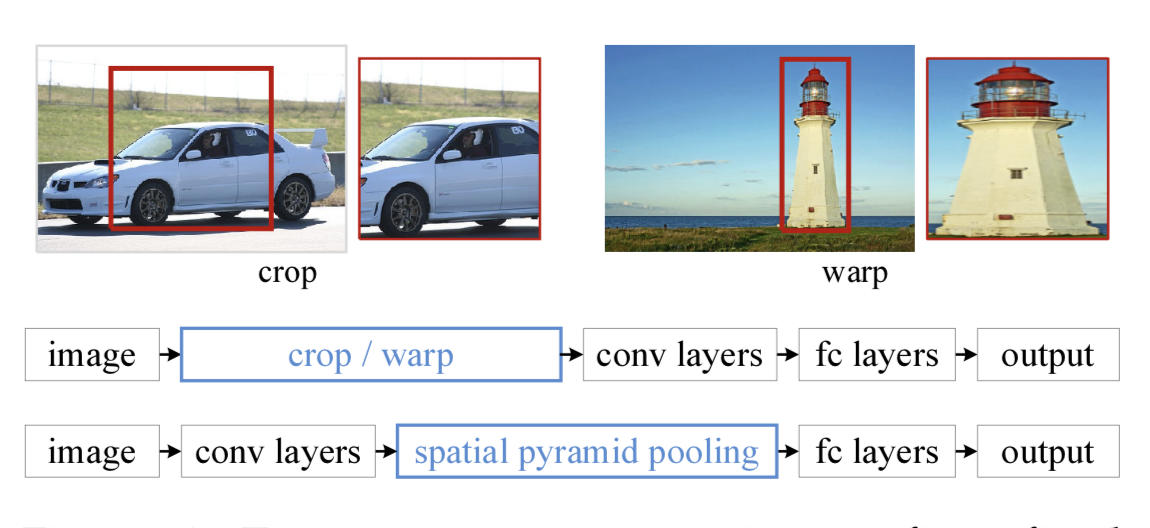 crop
warp
image crop / warp conv layers fc layers output
image conv layers spatial pyramid pooling fc layers output